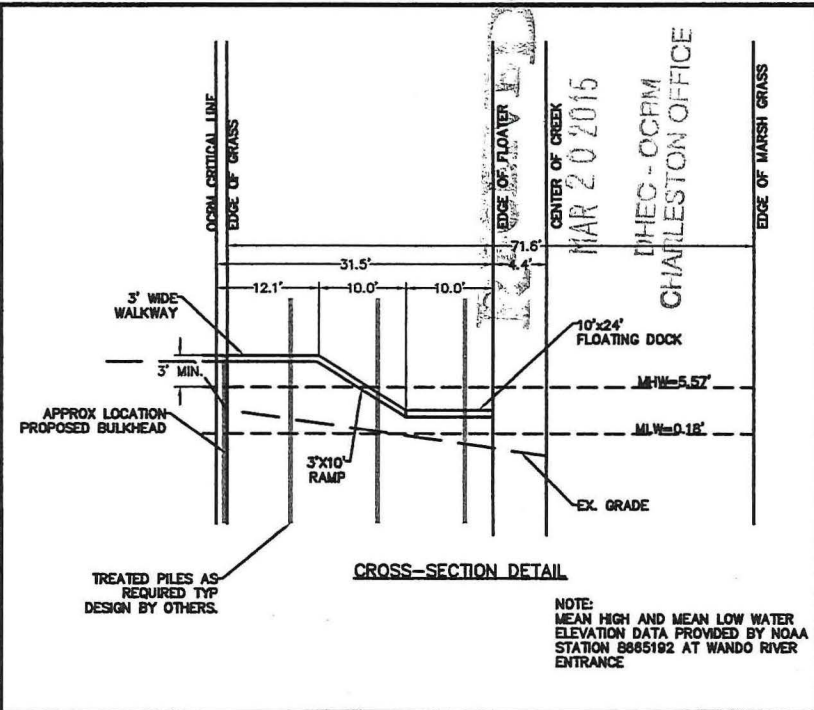 OCRM CRITICAL LINE
EDGE OF GRASS
EDGE OF FLOATER
CENTER OF CREEK
EDGE OF MARSH GRASS
MAR 20 2015
DHEC - OCRM
CHARLESTON OFFICE
71.6'
31.5'
4.4'
12.1'
10.0'
10.0'
3' WIDE
WALKWAY
10'x24'
FLOATING DOCK
3' MIN.
MHW=5.57'
APPROX LOCATION
PROPOSED BULKHEAD
MLW=0.18'
3'X10'
RAMP
EX. GRADE
TREATED PILES AS
REQUIRED TYP
DESIGN BY OTHERS.
CROSS-SECTION DETAIL
NOTE:
MEAN HIGH AND MEAN LOW WATER
ELEVATION DATA PROVIDED BY NOAA
STATION 8665192 AT WANDO RIVER
ENTRANCE